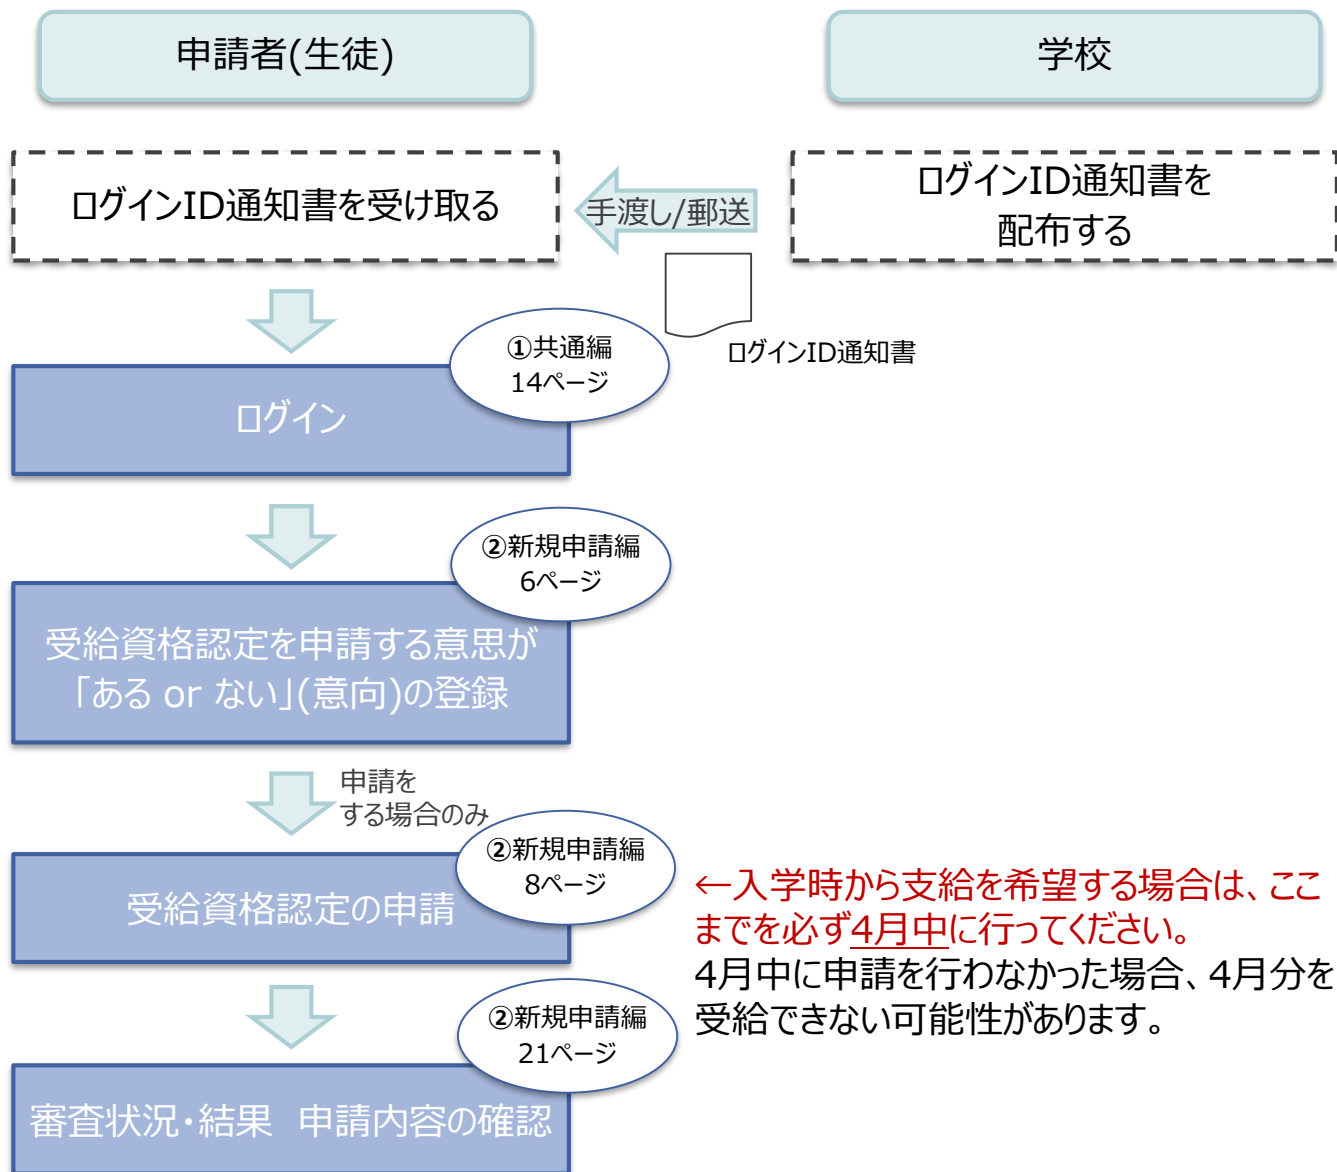 申請者(生徒)
学校
ログインID通知書を受け取る
手渡し/郵送
ログインID通知書を
配布する
ログインID通知書
①共通編
14ページ
ログイン
②新規申請編
6ページ
受給資格認定を申請する意思が
「ある or ない」(意向)の登録
申請を
する場合のみ
②新規申請編
8ページ
受給資格認定の申請
←入学時から支給を希望する場合は、ここ
までを必ず4月中に行ってください。
4月中に申請を行わなかった場合、4月分を
受給できない可能性があります。
②新規申請編
21ページ
審査状況・結果　申請内容の確認